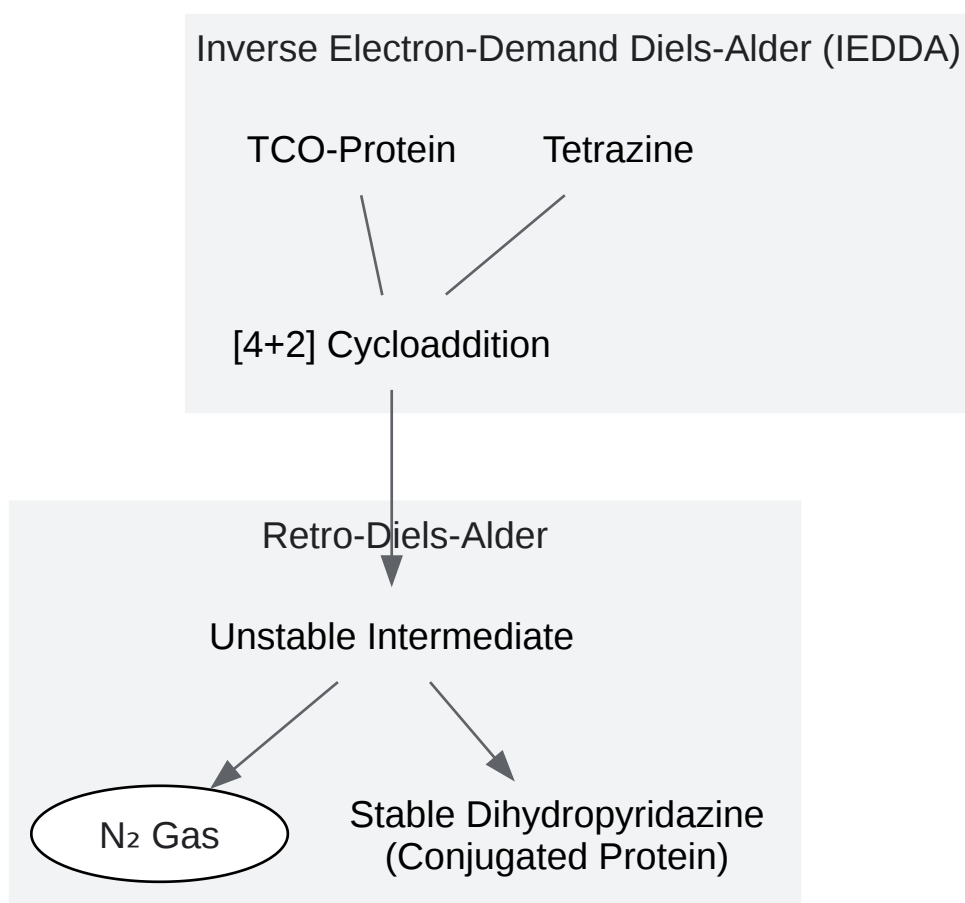 Inverse Electron-Demand Diels-Alder (IEDDA)
TCO-Protein
Tetrazine
[4+2] Cycloaddition
Retro-Diels-Alder
Unstable Intermediate
N₂ Gas
Stable Dihydropyridazine
(Conjugated Protein)